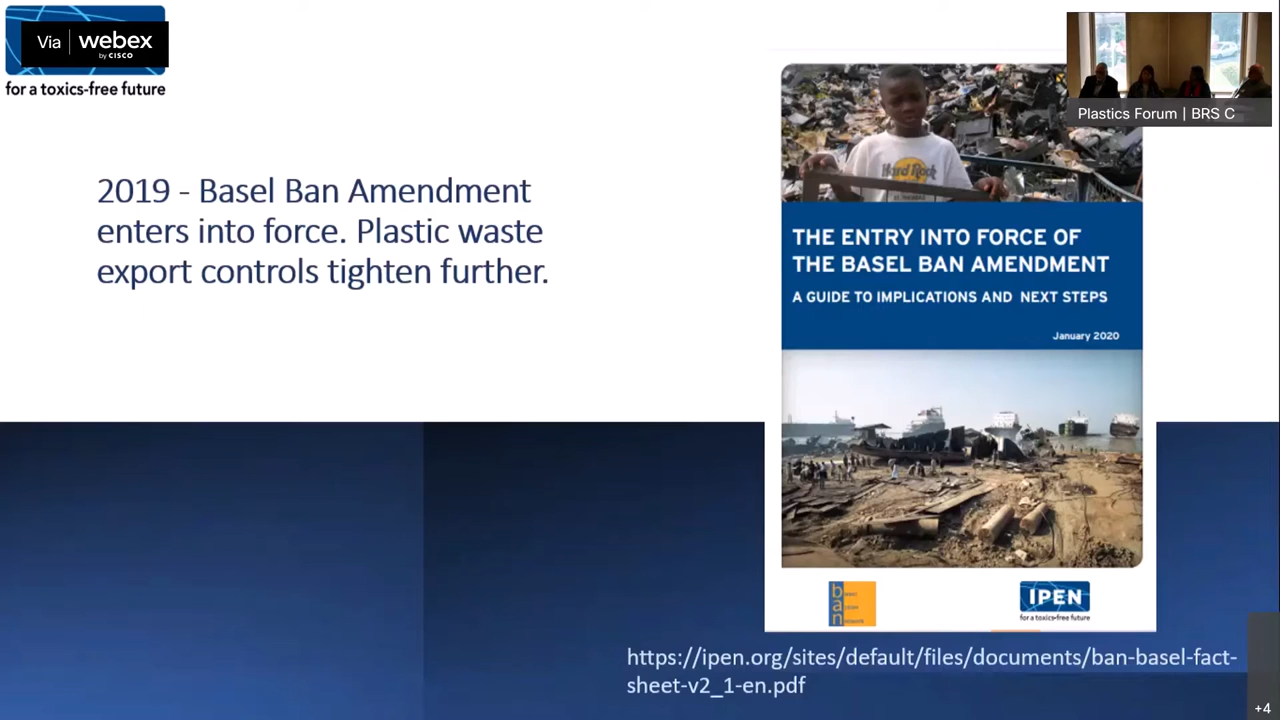 Via webex
by CISCO
for a toxics-free future
Plastics Forum | BRS C
2019 - Basel Ban Amendment
enters into force. Plastic waste
export controls tighten further.
Hard Rock
THE ENTRY INTO FORCE OF
THE BASEL BAN AMENDMENT
A GUIDE TO IMPLICATIONS AND NEXT STEPS
January 2020
ban
IPEN
for a toxics-free future
https://ipen.org/sites/default/files/documents/ban-basel-fact-
sheet-v2_1-en.pdf
+4